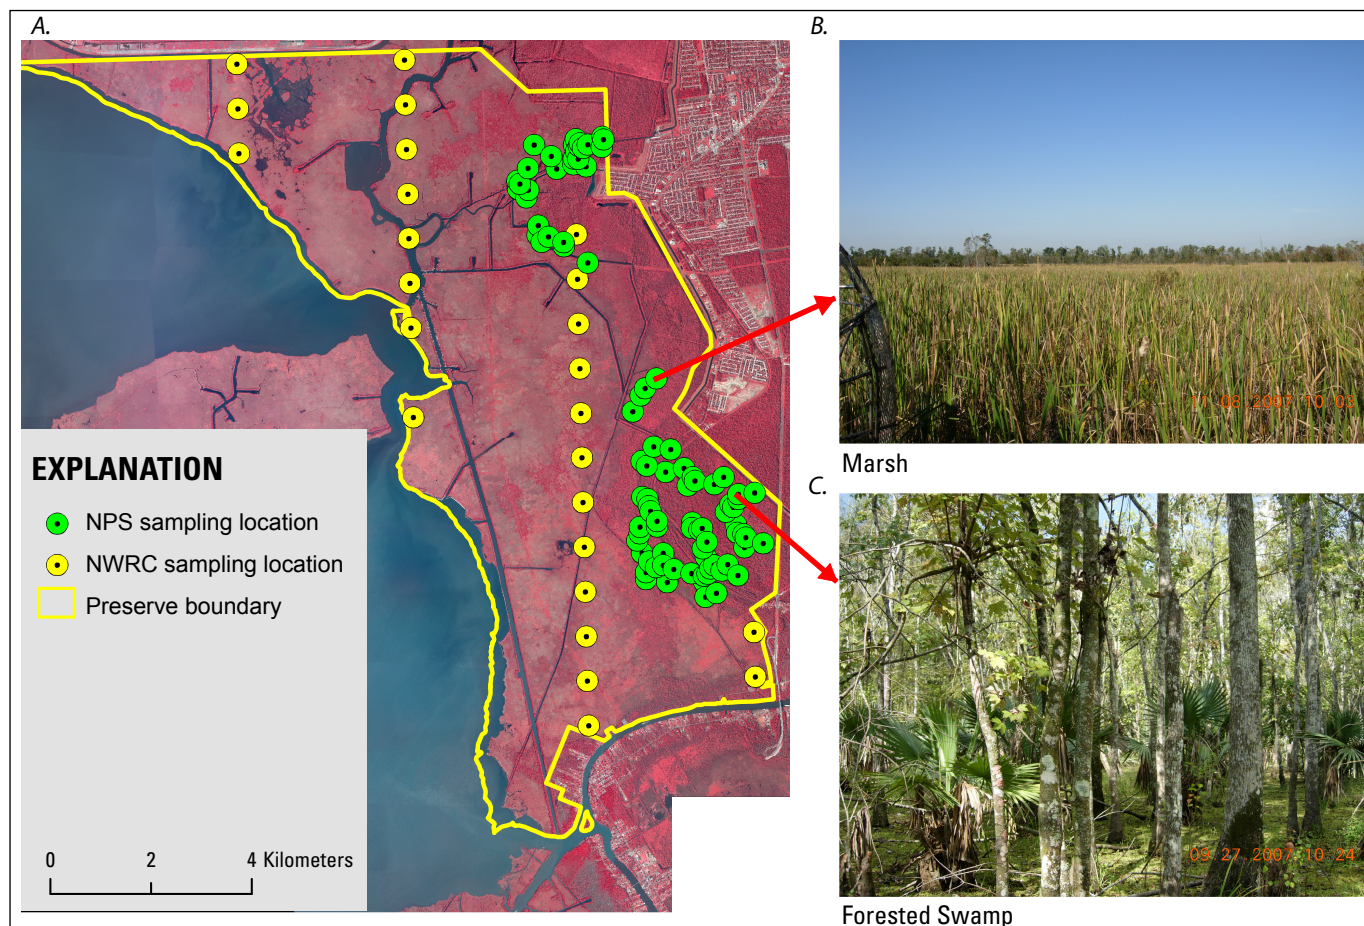 A.
B.
EXPLANATION
NPS sampling location
NWRC sampling location
Preserve boundary
0 2 4 Kilometers
11 08 2007 10:03
Marsh
C.
09 27 2007 10:24
Forested Swamp